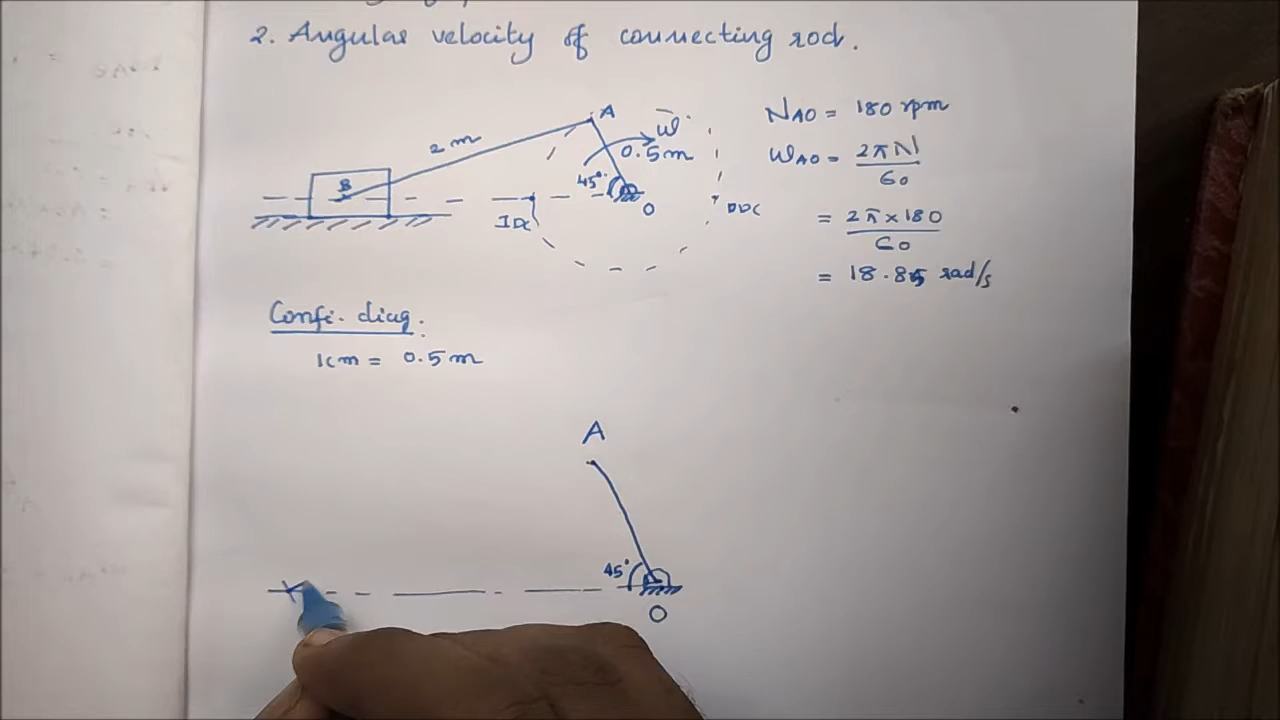 2. Angular velocity of connecting rod.
A
2 m
ω
0.5m
B
45°
O
IDC
ODC
NAO = 180 rpm
ωAO = 2πN
60
= 2π×180
60
= 18.85 rad/s
Confi. diag.
1cm = 0.5m
A
45°
O